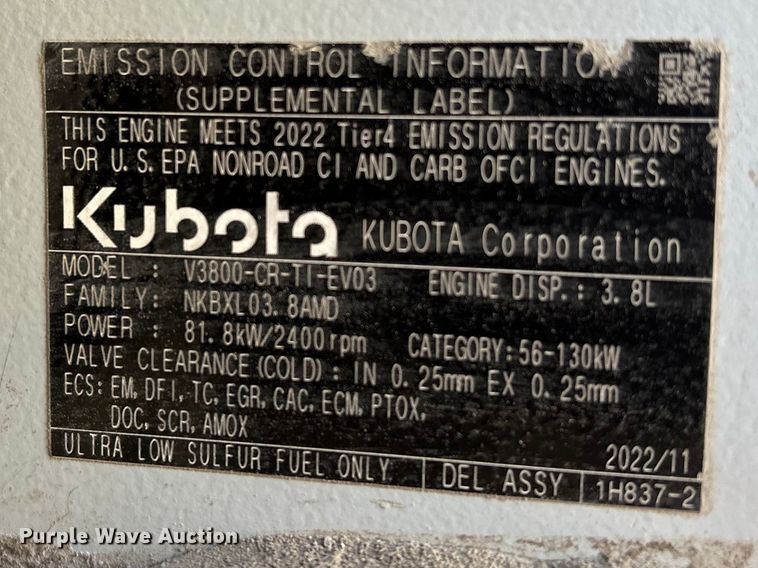 EMISSION CONTROL INFORMATION
(SUPPLEMENTAL LABEL)
THIS ENGINE MEETS 2022 Tier4 EMISSION REGULATIONS
FOR U.S. EPA NONROAD CI AND CARB OFCI ENGINES.
Kubota KUBOTA Corporation
MODEL : V3800-CR-TI-EV03 ENGINE DISP.: 3.8L
FAMILY: NKBXL03.8AMD
POWER : 81.8kW/2400rpm CATEGORY:56-130kW
VALVE CLEARANCE(COLD): IN 0.25mm EX 0.25mm
ECS: EM, DFI, TC, EGR, CAC, ECM, PTOX,
DOC, SCR, AMOX
2022/11
ULTRA LOW SULFUR FUEL ONLY DEL ASSY 1H837-2
Purple Wave Auction